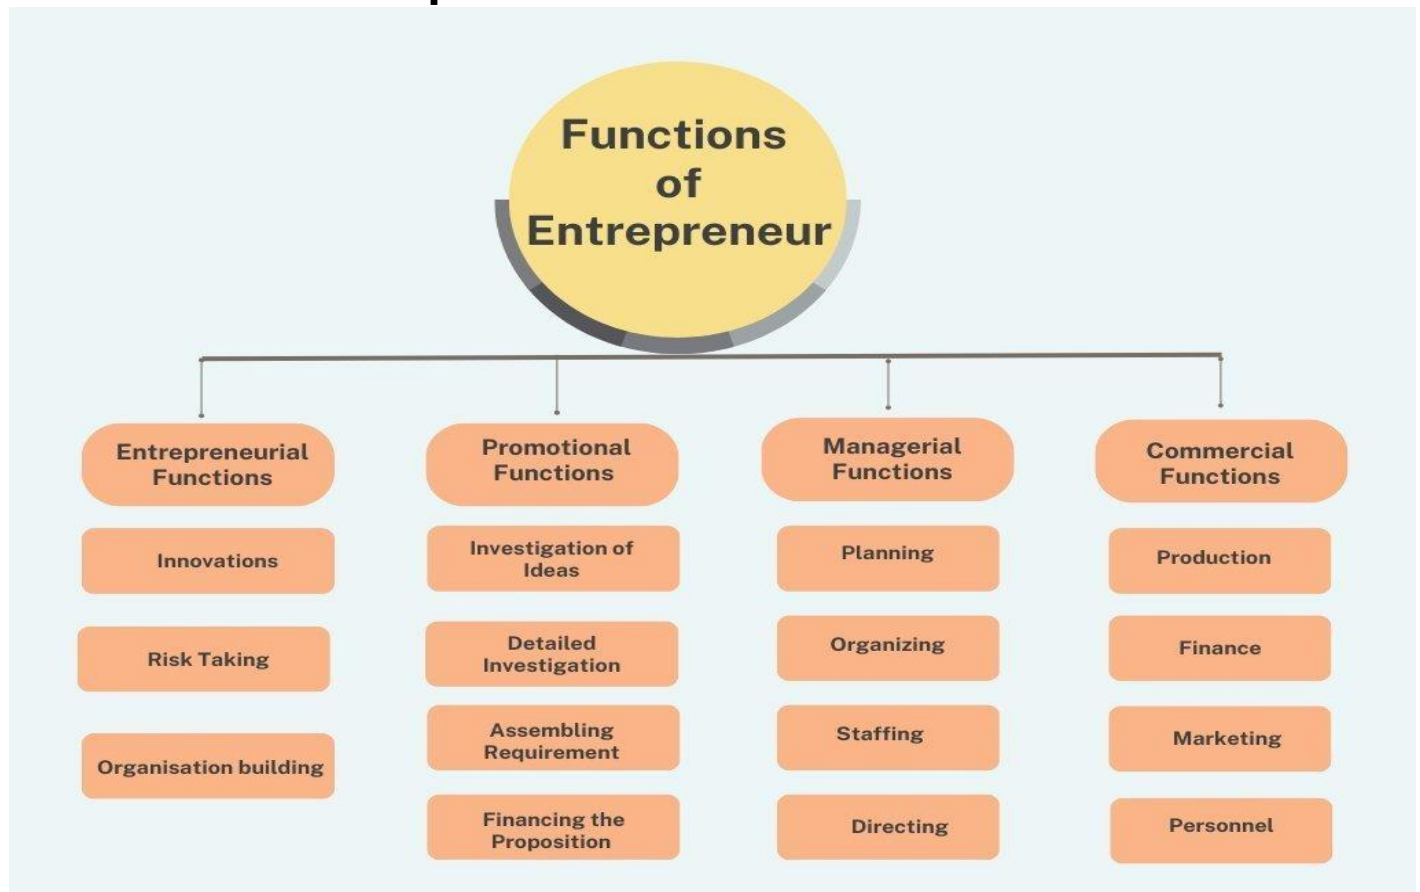 Functions
of
Entrepreneur
Entrepreneurial
Functions
Innovations
Risk Taking
Organisation building
Promotional
Functions
Investigation of
Ideas
Detailed
Investigation
Assembling
Requirement
Financing the
Proposition
Managerial
Functions
Planning
Organizing
Staffing
Directing
Commercial
Functions
Production
Finance
Marketing
Personnel